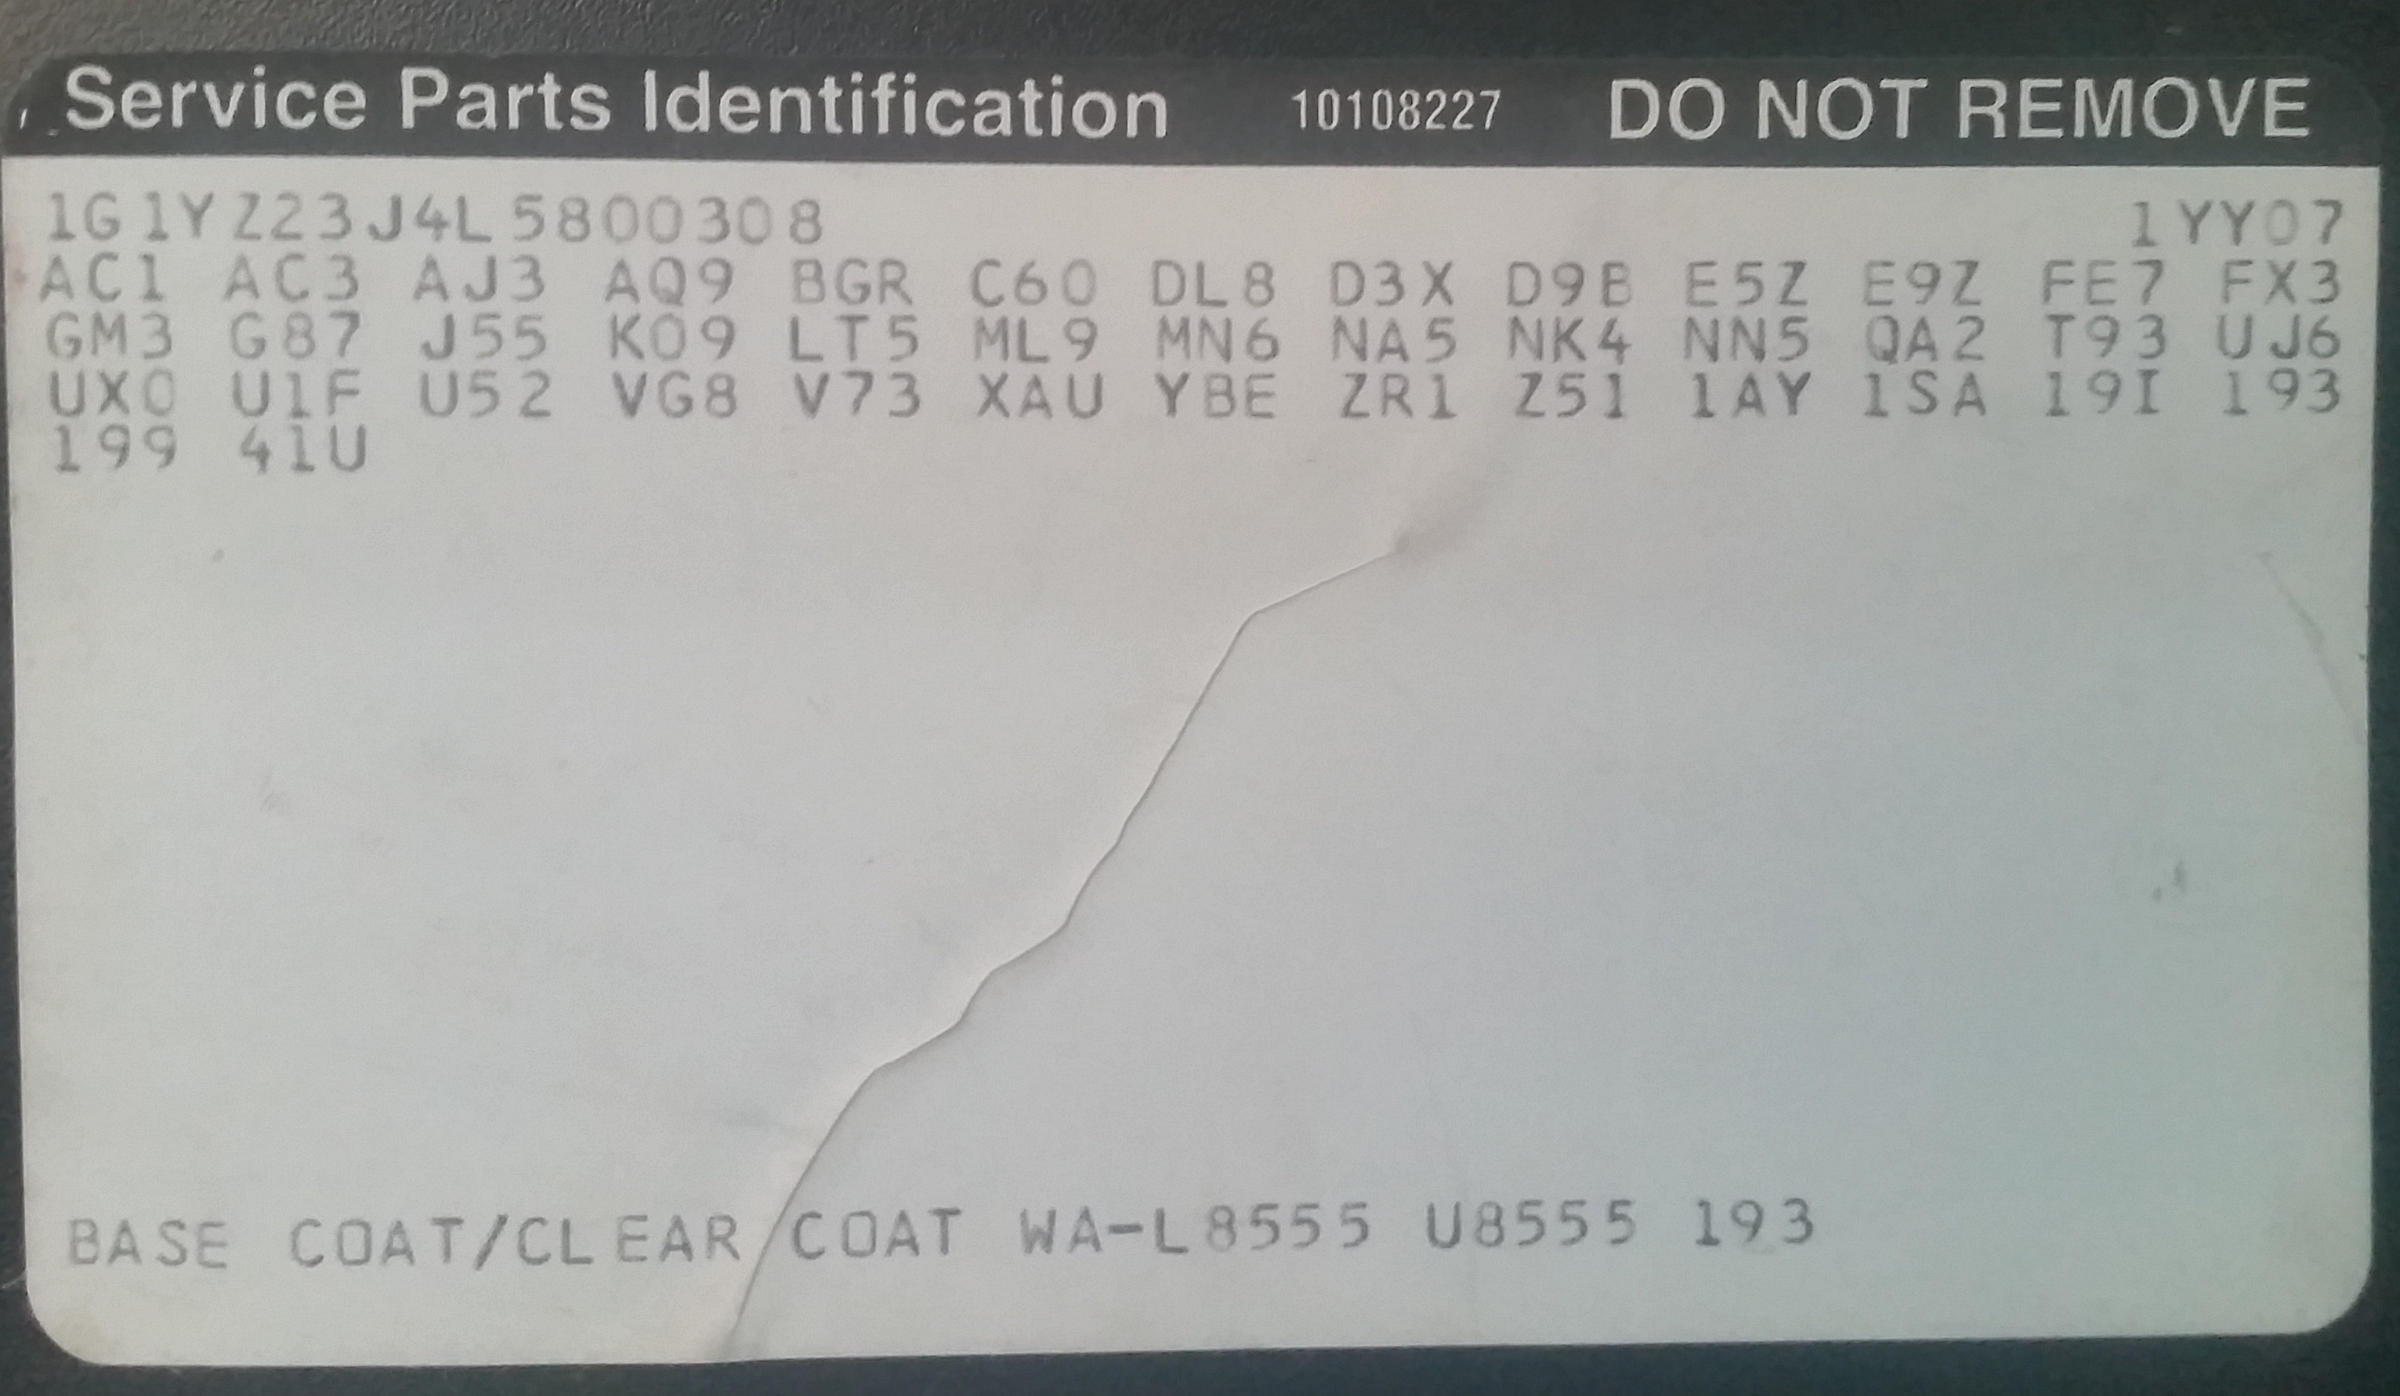 Service Parts Identification 10108227 DO NOT REMOVE
1G1YZ23J4L5800308 1YY07
AC1 AC3 AJ3 AQ9 BGR C60 DL8 D3X D9B E5Z E9Z FE7 FX3
GM3 G87 J55 K09 LT5 ML9 MN6 NA5 NK4 NN5 QA2 T93 UJ6
UX0 U1F U52 VG8 V73 XAU YBE ZR1 Z51 1AY 1SA 19I 193
199 41U
BASE COAT/CLEAR COAT WA-L8555 U8555 193